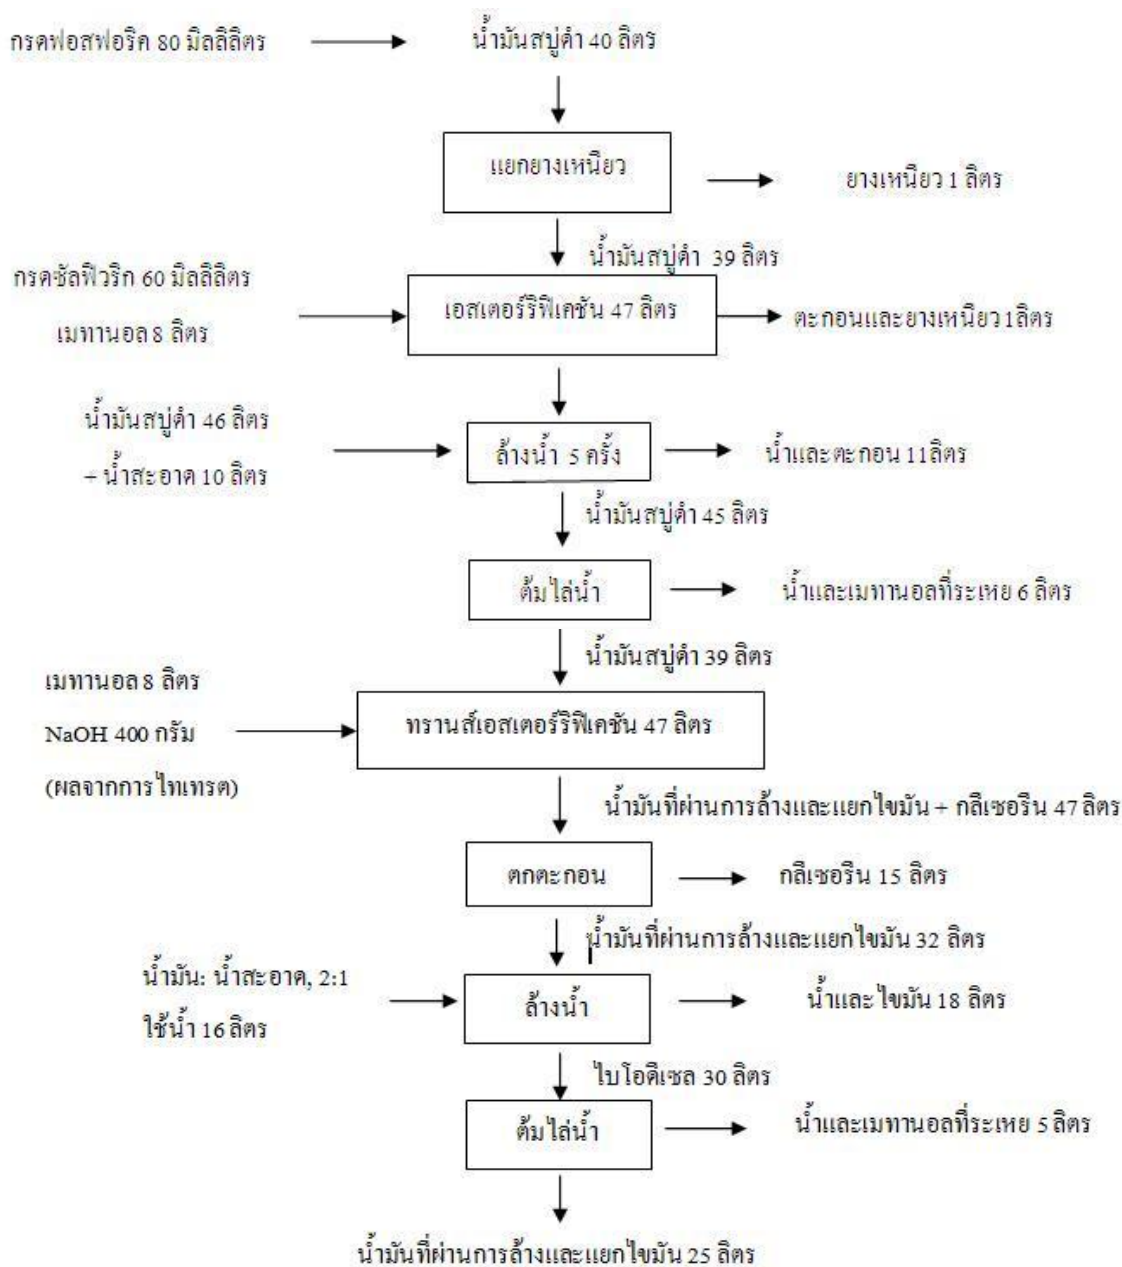 กรดฟอสฟอริค 80 มิลลิลิตร
น้ำมันสบู่ดำ 40 ลิตร
แยกยางเหนียว
ยางเหนียว 1 ลิตร
น้ำมันสบู่ดำ 39 ลิตร
กรดซัลฟิวริก 60 มิลลิลิตร
เมทานอล 8 ลิตร
เอสเตอร์ริฟิเคชัน 47 ลิตร
ตะกอนและยางเหนียว 1ลิตร
น้ำมันสบู่ดำ 46 ลิตร
+ น้ำสะอาด 10 ลิตร
ล้างน้ำ 5 ครั้ง
น้ำและตะกอน 11ลิตร
น้ำมันสบู่ดำ 45 ลิตร
ต้มไล่น้ำ
น้ำและเมทานอลที่ระเหย 6 ลิตร
น้ำมันสบู่ดำ 39 ลิตร
เมทานอล 8 ลิตร
NaOH 400 กรัม
(ผลจากการไทเทรต)
ทรานส์เอสเตอร์ริฟิเคชัน 47 ลิตร
น้ำมันที่ผ่านการล้างและแยกไขมัน + กลีเซอรีน 47 ลิตร
ตกตะกอน
กลีเซอรีน 15 ลิตร
น้ำมันที่ผ่านการล้างและแยกไขมัน 32 ลิตร
น้ำมัน: น้ำสะอาด, 2:1
ใช้น้ำ 16 ลิตร
ล้างน้ำ
น้ำและไขมัน 18 ลิตร
ไบโอดีเซล 30 ลิตร
ต้มไล่น้ำ
น้ำและเมทานอลที่ระเหย 5 ลิตร
น้ำมันที่ผ่านการล้างและแยกไขมัน 25 ลิตร